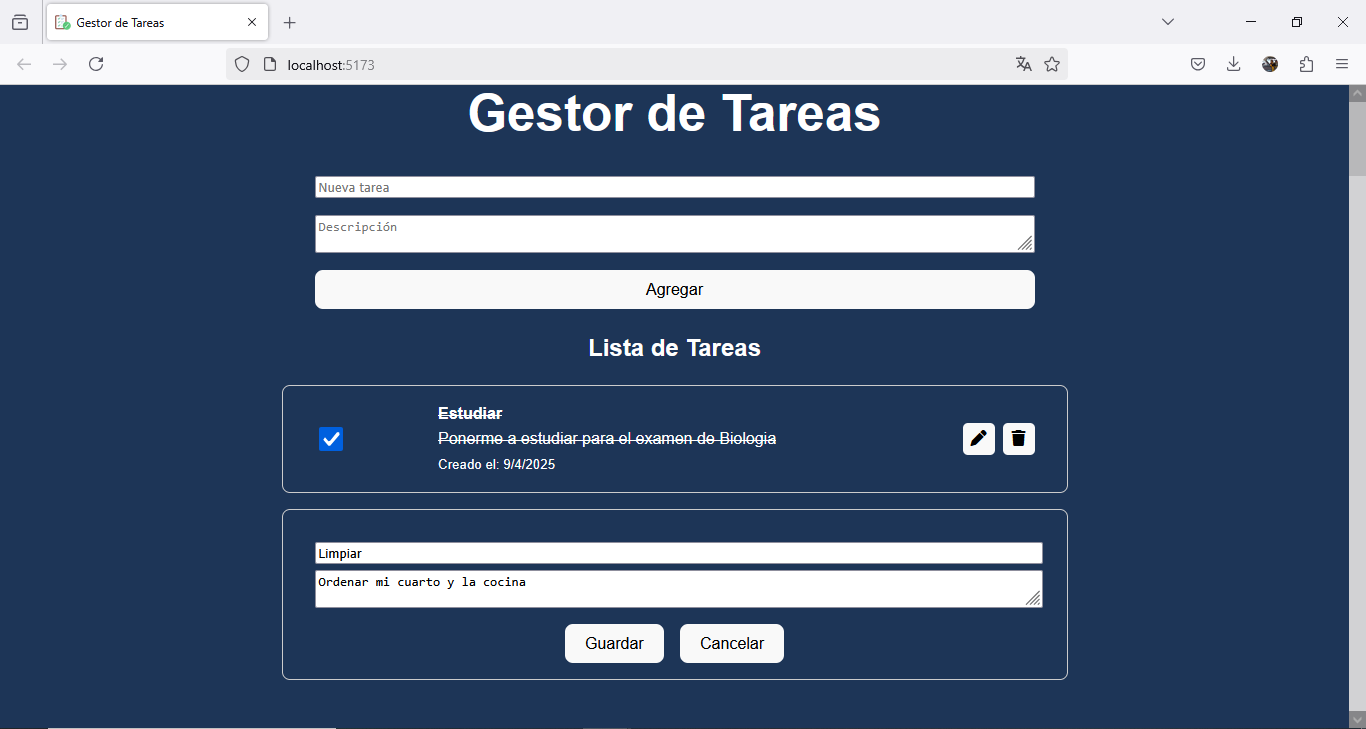 Gestor de Tareas
localhost:5173
Gestor de Tareas
Nueva tarea
Descripción
Agregar
Lista de Tareas
Estudiar
Ponerme a estudiar para el examen de Biologia
Creado el: 9/4/2025
Limpiar
Ordenar mi cuarto y la cocina
Guardar Cancelar